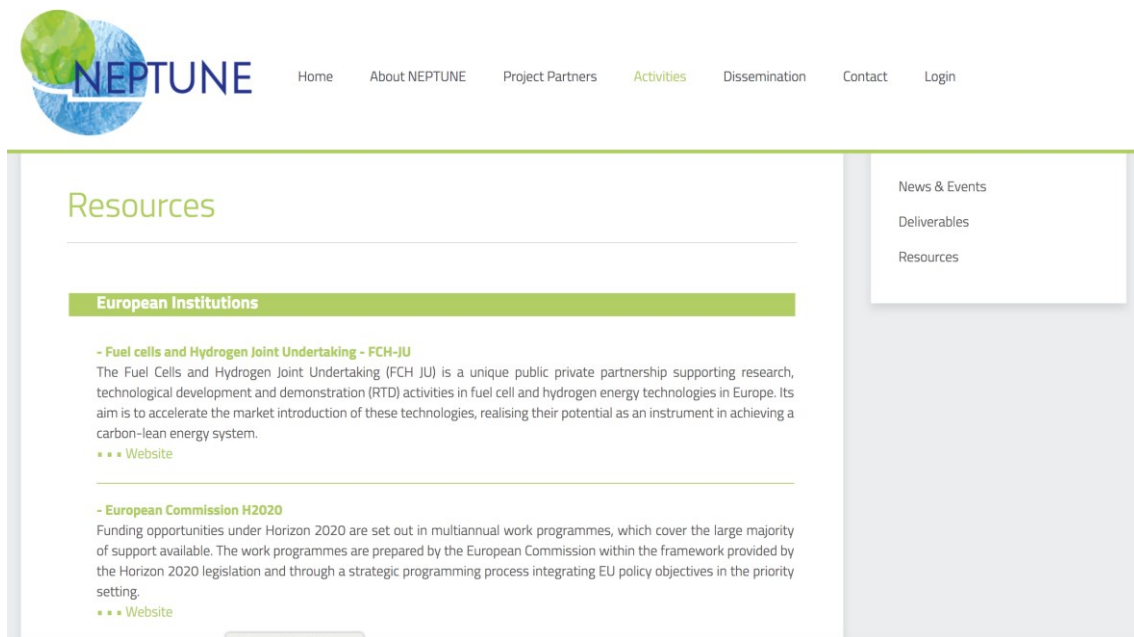 NEPTUNE
Home About NEPTUNE Project Partners Activities Dissemination Contact Login
Resources
European Institutions
- Fuel cells and Hydrogen Joint Undertaking - FCH-JU
The Fuel Cells and Hydrogen Joint Undertaking (FCH JU) is a unique public private partnership supporting research,
technological development and demonstration (RTD) activities in fuel cell and hydrogen energy technologies in Europe. Its
aim is to accelerate the market introduction of these technologies, realising their potential as an instrument in achieving a
carbon-lean energy system.
▪ ▪ ▪ Website
- European Commission H2020
Funding opportunities under Horizon 2020 are set out in multiannual work programmes, which cover the large majority
of support available. The work programmes are prepared by the European Commission within the framework provided by
the Horizon 2020 legislation and through a strategic programming process integrating EU policy objectives in the priority
setting.
▪ ▪ ▪ Website
News & Events
Deliverables
Resources